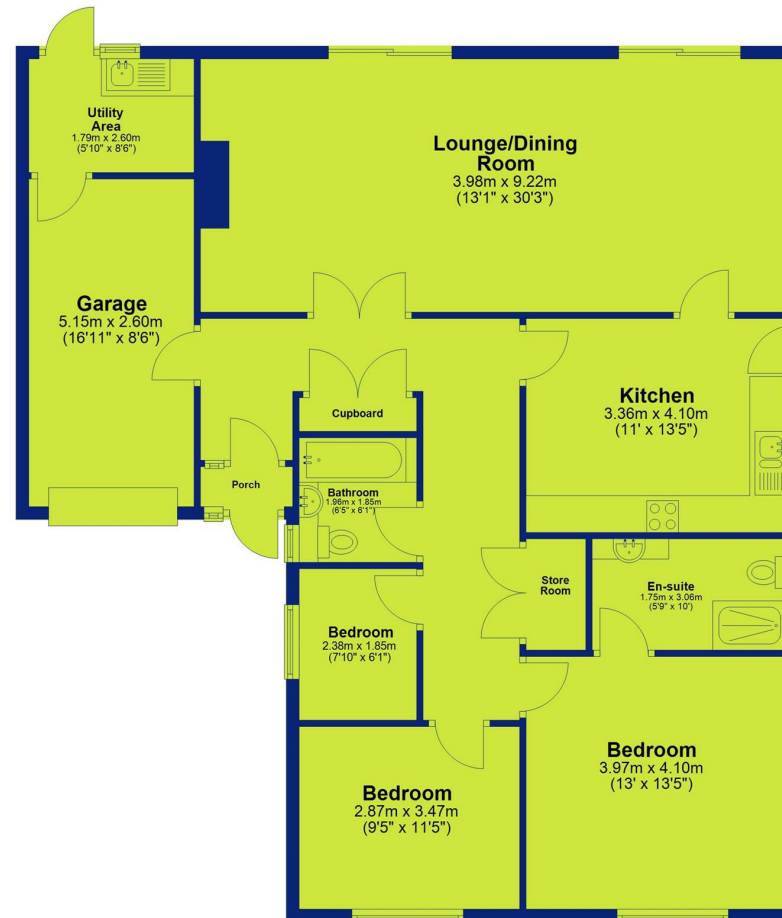 Utility
Area
1.79m x 2.60m
(5'10" x 8'6")
Lounge/Dining
Room
3.98m x 9.22m
(13'1" x 30'3")
Garage
5.15m x 2.60m
(16'11" x 8'6")
Kitchen
3.36m x 4.10m
(11' x 13'5")
Cupboard
Porch
Bathroom
1.96m x 1.85m
(6'5" x 6'1")
Store
Room
En-suite
1.75m x 3.06m
(5'9" x 10')
Bedroom
2.38m x 1.85m
(7'10" x 6'1")
Bedroom
3.97m x 4.10m
(13' x 13'5")
Bedroom
2.87m x 3.47m
(9'5" x 11'5")